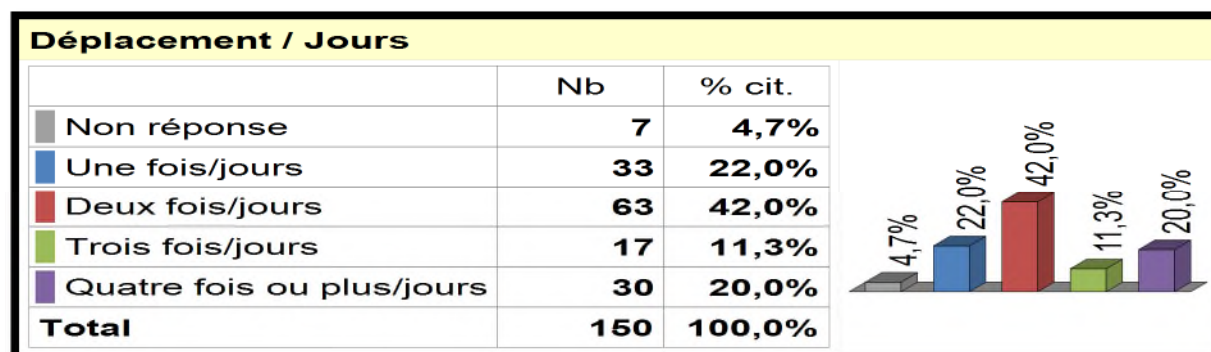 Déplacement / Jours
Nb % cit.
Non réponse 7 4,7%
Une fois/jours 33 22,0%
Deux fois/jours 63 42,0%
Trois fois/jours 17 11,3%
Quatre fois ou plus/jours 30 20,0%
Total 150 100,0%
4,7%
22,0%
42,0%
11,3%
20,0%